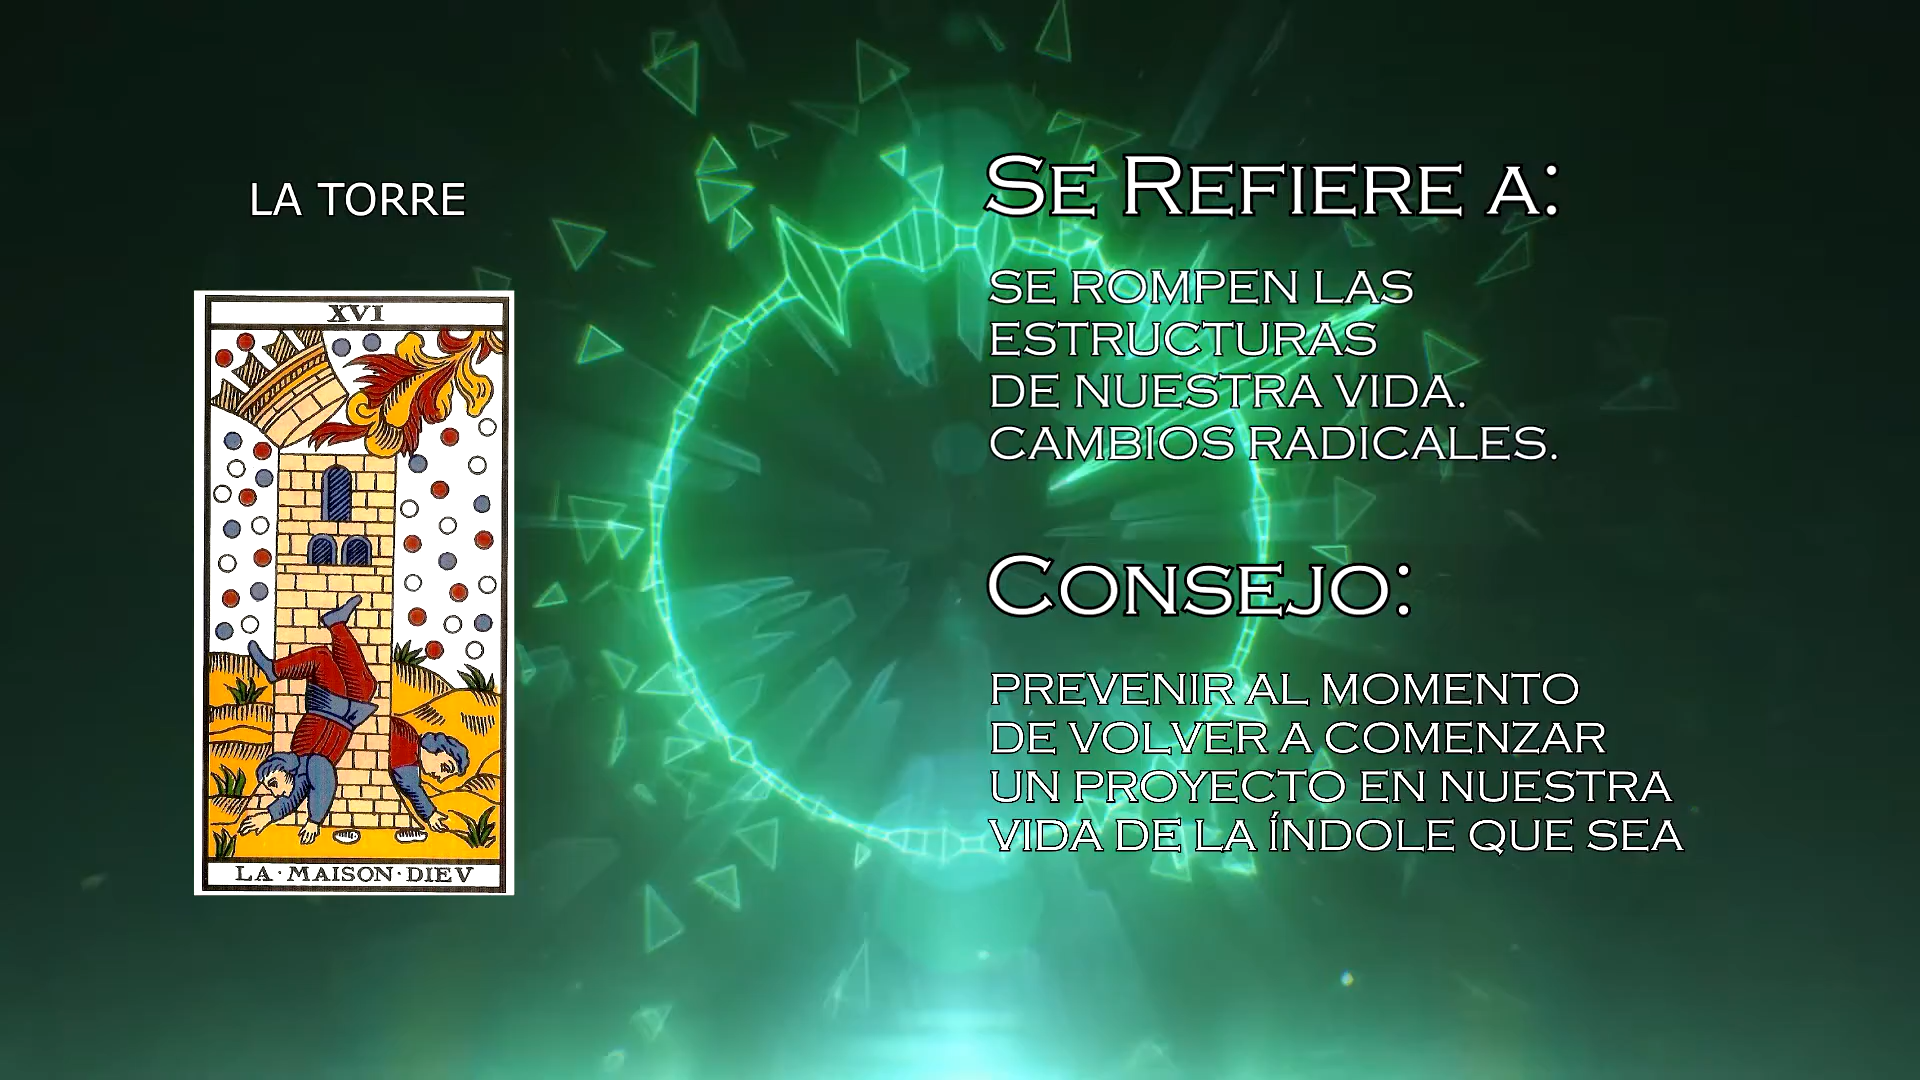 LA TORRE
XVI
LA·MAISON·DIEV
SE REFIERE A:
SE ROMPEN LAS
ESTRUCTURAS
DE NUESTRA VIDA.
CAMBIOS RADICALES.
CONSEJO:
PREVENIR AL MOMENTO
DE VOLVER A COMENZAR
UN PROYECTO EN NUESTRA
VIDA DE LA ÍNDOLE QUE SEA